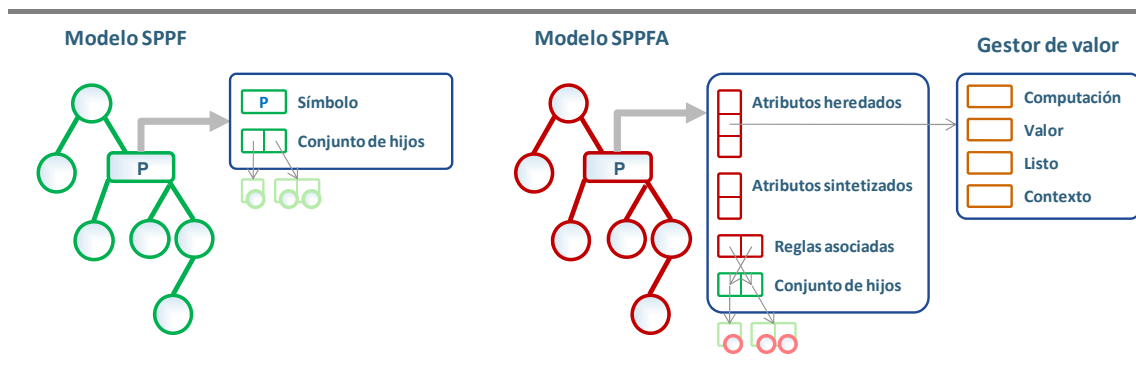 Modelo SPPF
P
P
Símbolo
Conjunto de hijos
Modelo SPPFA
P
Atributos heredados
Atributos sintetizados
Reglas asociadas
Conjunto de hijos
Gestor de valor
Computación
Valor
Listo
Contexto